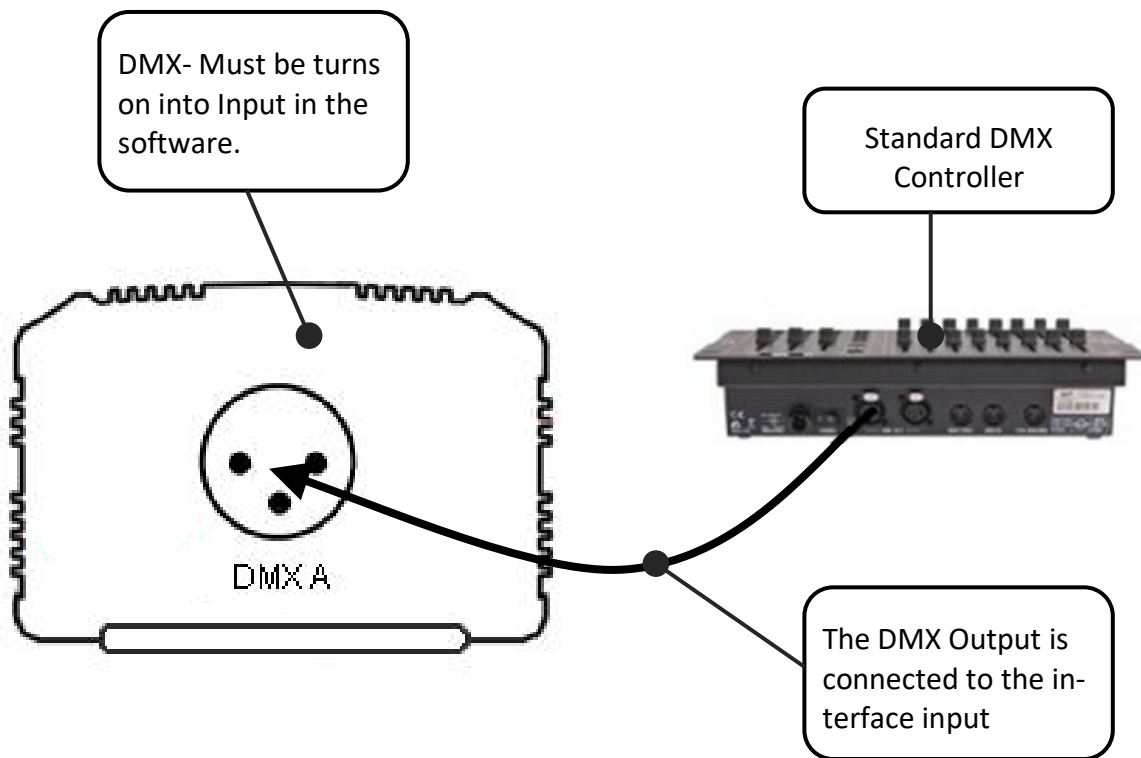 DMX- Must be turns
on into Input in the
software.
Standard DMX
Controller
DMX A
The DMX Output is
connected to the in-
terface input